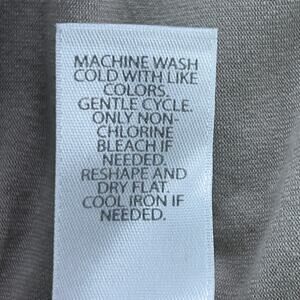 MACHINE WASH
COLD WITH LIKE
COLORS.
GENTLE CYCLE.
ONLY NON-
CHLORINE
BLEACH IF
NEEDED.
RESHAPE AND
DRY FLAT.
COOL IRON IF
NEEDED.